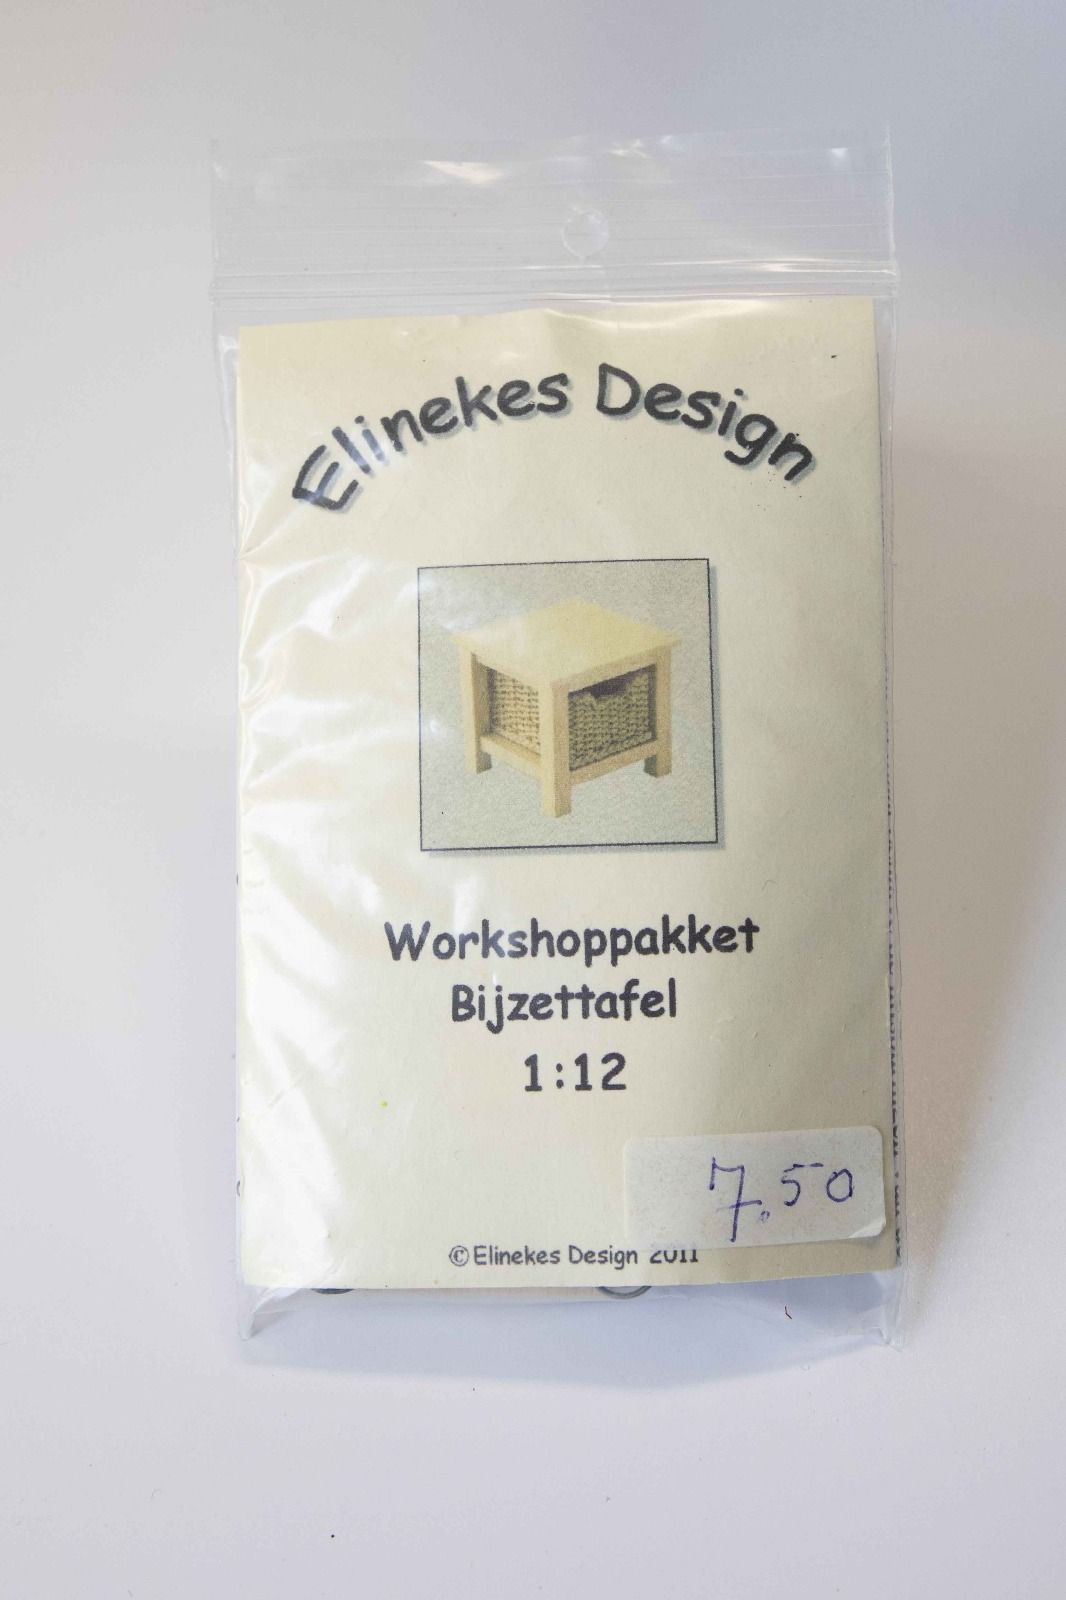 Elinekes Design
Workshoppakket
Bijzettafel
1:12
7.50
©Elinekes Design 2011